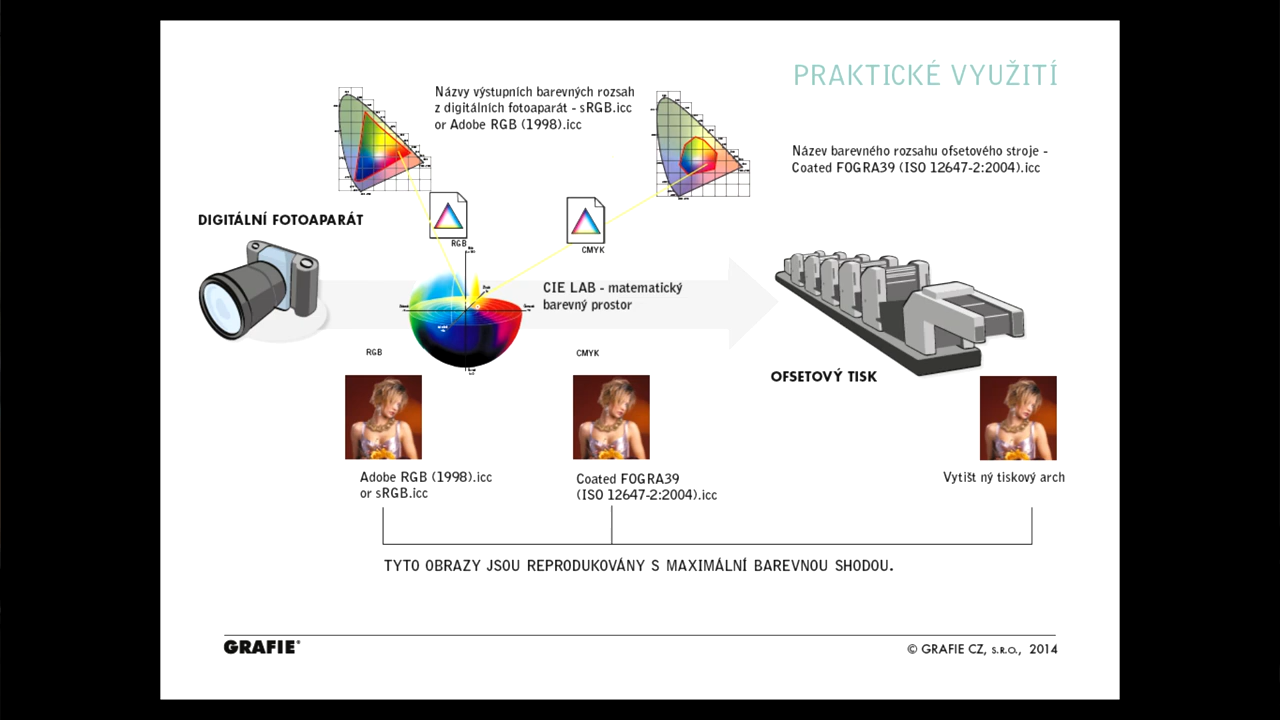 PRAKTICKÉ VYUŽITÍ
Názvy výstupních barevných rozsah
z digitálních fotoaparát - sRGB.icc
or Adobe RGB (1998).icc
Název barevného rozsahu ofsetového stroje -
Coated FOGRA39 (ISO 12647-2:2004).icc
DIGITÁLNÍ FOTOAPARÁT
RGB
CMYK
CIE LAB - matematický
barevný prostor
RGB
CMYK
OFSETOVÝ TISK
Adobe RGB (1998).icc
or sRGB.icc
Coated FOGRA39
(ISO 12647-2:2004).icc
Vytišt ný tiskový arch
TYTO OBRAZY JSOU REPRODUKOVÁNY S MAXIMÁLNÍ BAREVNOU SHODOU.
GRAFIE®
© GRAFIE CZ, S.R.O., 2014